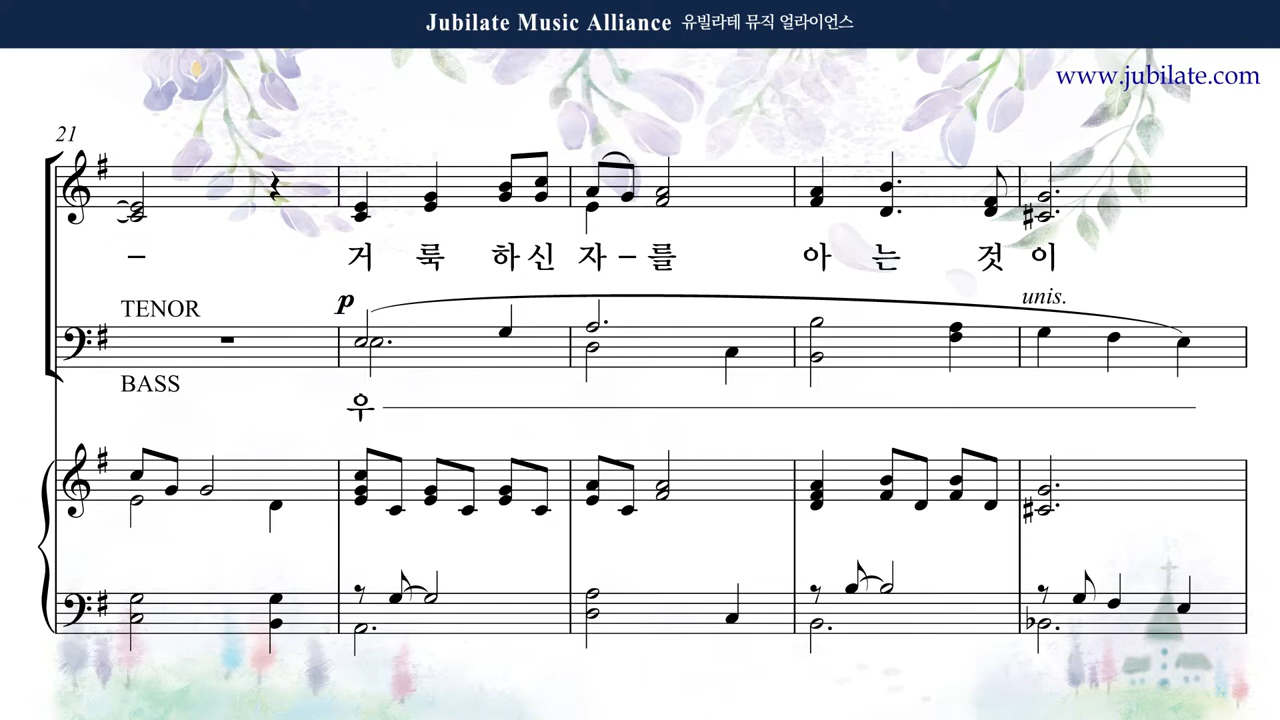 Jubilate Music Alliance 유빌라테 뮤직 얼라이언스
www.jubilate.com
21
– 거 룩 하 신 자 – 를 아 는 것 이
TENOR
p
unis.
BASS
우